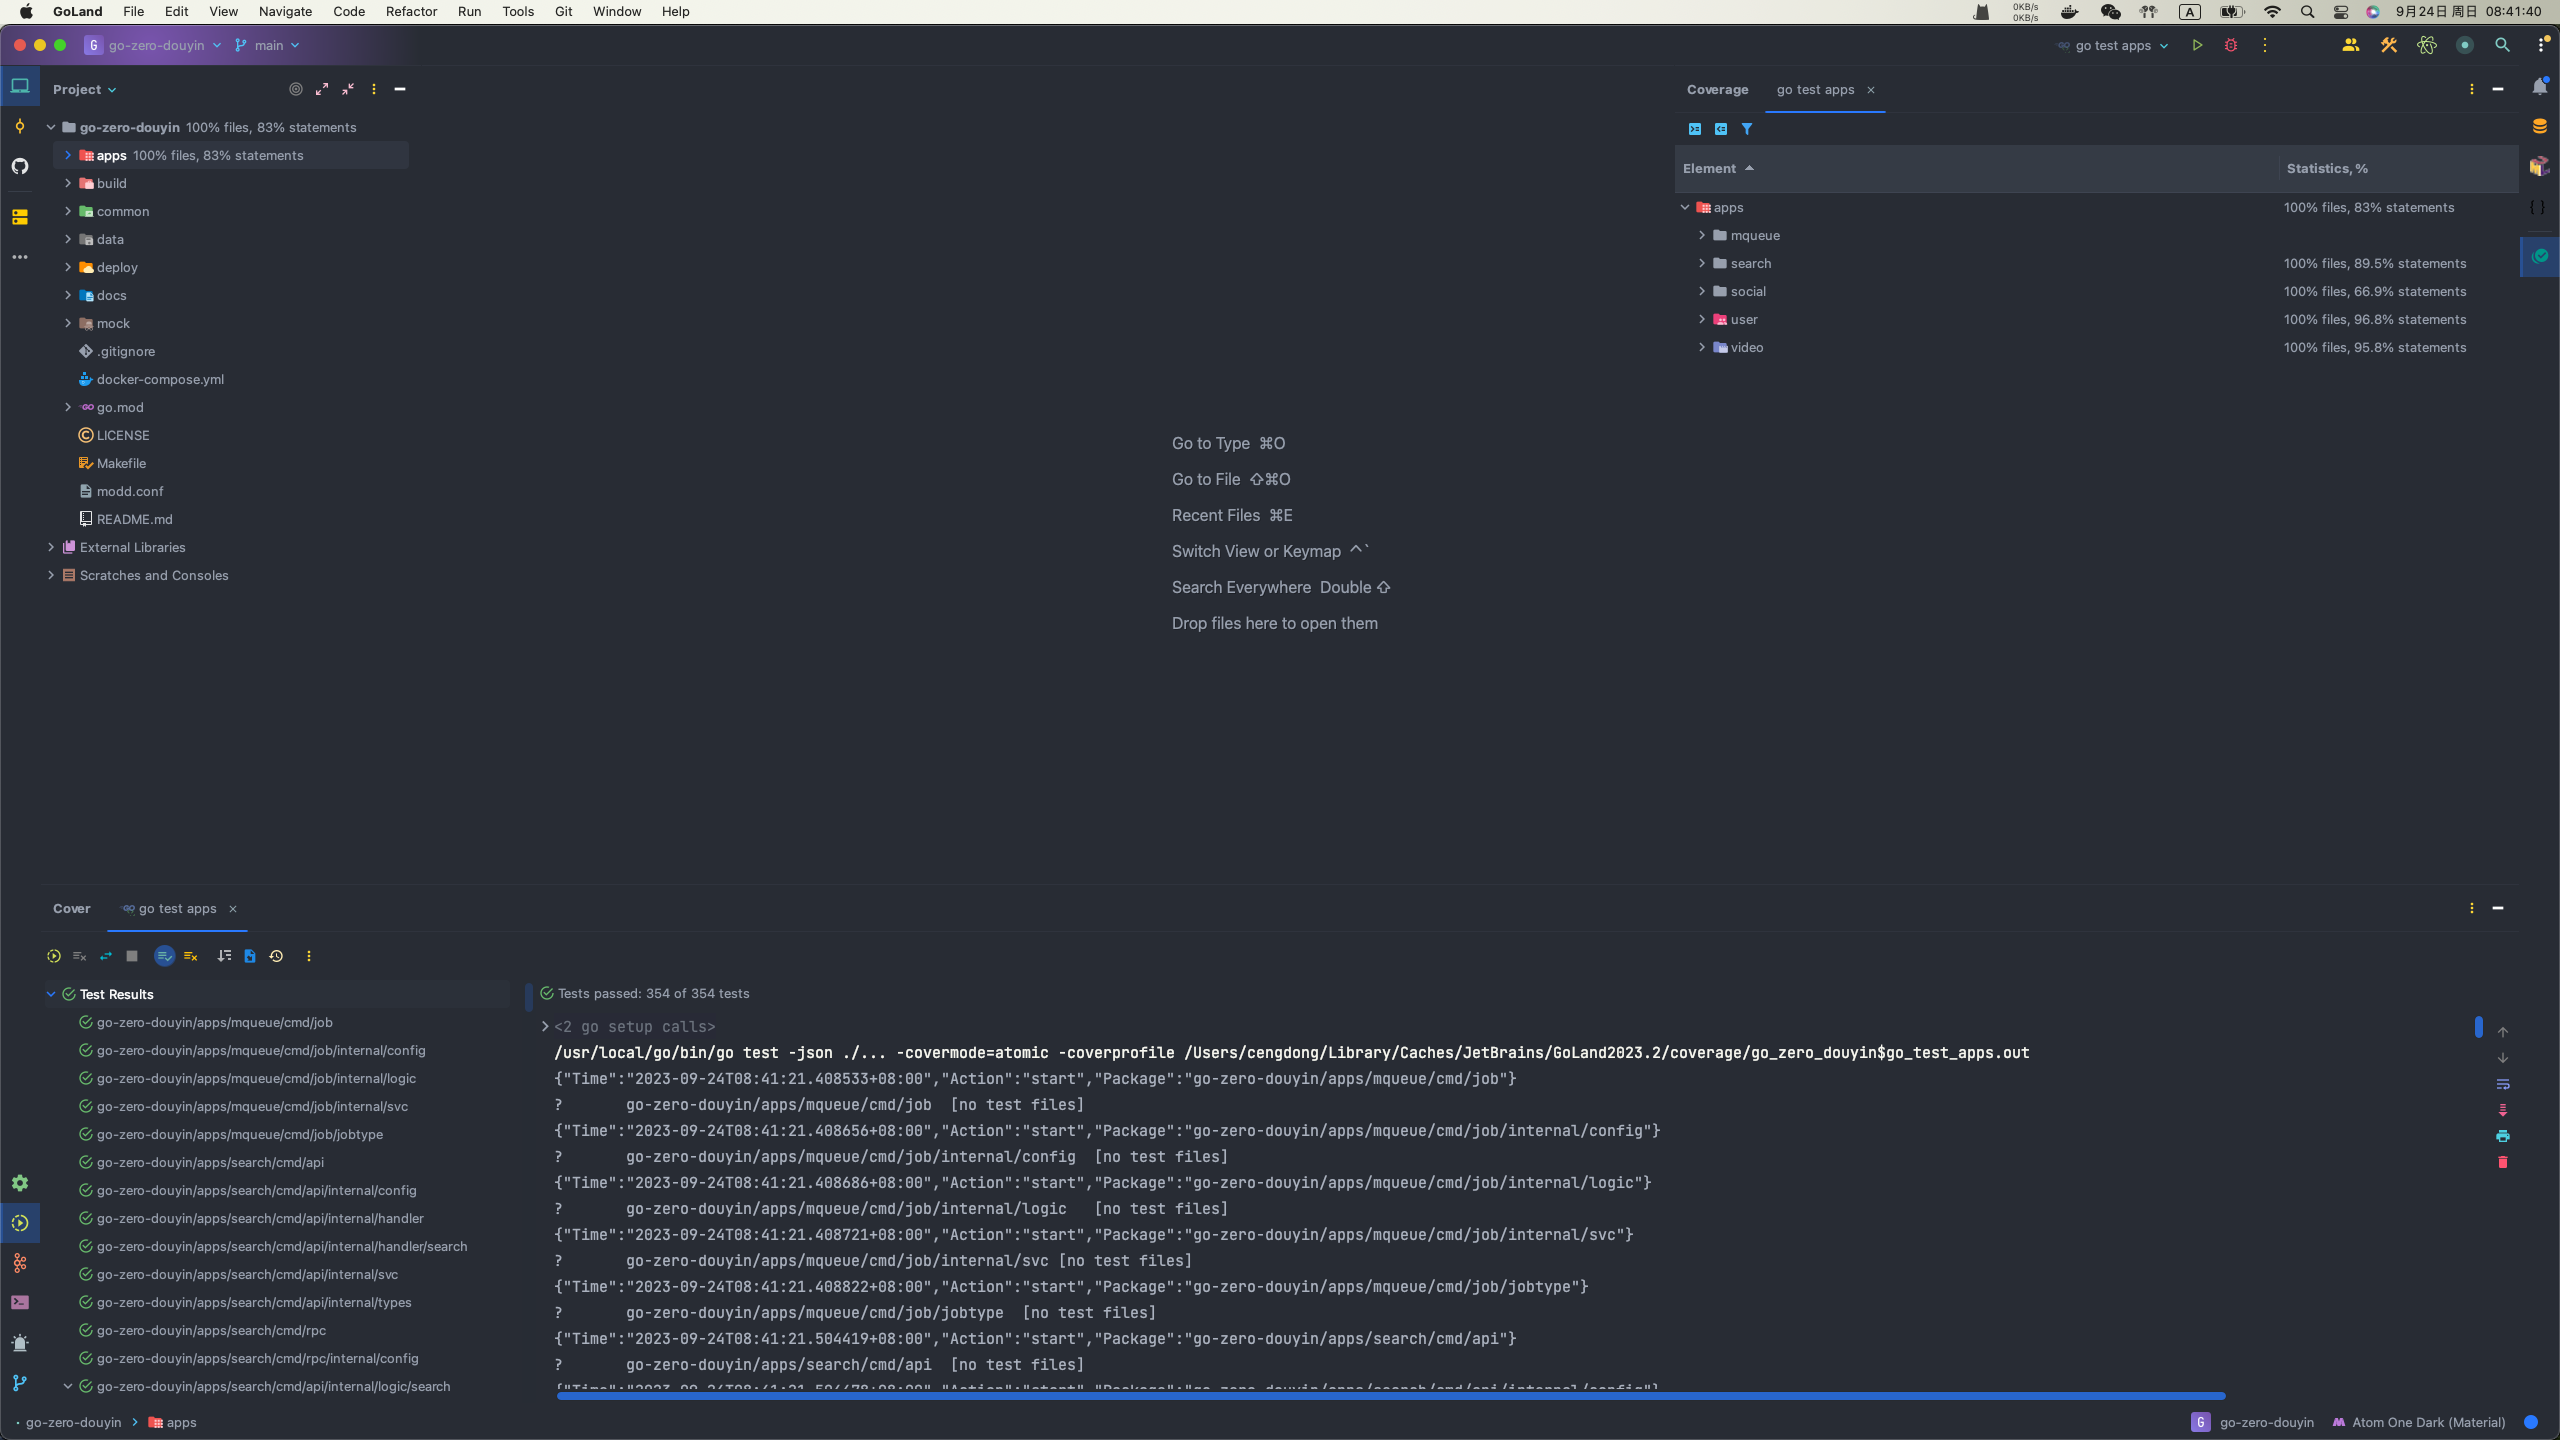 GoLand File Edit View Navigate Code Refactor Run Tools Git Window Help
0KB/s
0KB/s
A
9月24日 周日 08:41:40
G go-zero-douyin main
go test apps
Project
go-zero-douyin 100% files, 83% statements
apps 100% files, 83% statements
build
common
data
deploy
docs
mock
.gitignore
docker-compose.yml
go.mod
LICENSE
Makefile
modd.conf
README.md
External Libraries
Scratches and Consoles
Go to Type ⌘O
Go to File ⇧⌘O
Recent Files ⌘E
Switch View or Keymap ^`
Search Everywhere Double ⇧
Drop files here to open them
Coverage go test apps
Element Statistics, %
apps 100% files, 83% statements
mqueue
search 100% files, 89.5% statements
social 100% files, 66.9% statements
user 100% files, 96.8% statements
video 100% files, 95.8% statements
Cover go test apps
Test Results
go-zero-douyin/apps/mqueue/cmd/job
go-zero-douyin/apps/mqueue/cmd/job/internal/config
go-zero-douyin/apps/mqueue/cmd/job/internal/logic
go-zero-douyin/apps/mqueue/cmd/job/internal/svc
go-zero-douyin/apps/mqueue/cmd/job/jobtype
go-zero-douyin/apps/search/cmd/api
go-zero-douyin/apps/search/cmd/api/internal/config
go-zero-douyin/apps/search/cmd/api/internal/handler
go-zero-douyin/apps/search/cmd/api/internal/handler/search
go-zero-douyin/apps/search/cmd/api/internal/svc
go-zero-douyin/apps/search/cmd/api/internal/types
go-zero-douyin/apps/search/cmd/rpc
go-zero-douyin/apps/search/cmd/rpc/internal/config
go-zero-douyin/apps/search/cmd/api/internal/logic/search
Tests passed: 354 of 354 tests
<2 go setup calls>
/usr/local/go/bin/go test -json ./... -covermode=atomic -coverprofile /Users/cengdong/Library/Caches/JetBrains/GoLand2023.2/coverage/go_zero_douyin$go_test_apps.out
{"Time":"2023-09-24T08:41:21.408533+08:00","Action":"start","Package":"go-zero-douyin/apps/mqueue/cmd/job"}
? go-zero-douyin/apps/mqueue/cmd/job [no test files]
{"Time":"2023-09-24T08:41:21.408656+08:00","Action":"start","Package":"go-zero-douyin/apps/mqueue/cmd/job/internal/config"}
? go-zero-douyin/apps/mqueue/cmd/job/internal/config [no test files]
{"Time":"2023-09-24T08:41:21.408686+08:00","Action":"start","Package":"go-zero-douyin/apps/mqueue/cmd/job/internal/logic"}
? go-zero-douyin/apps/mqueue/cmd/job/internal/logic [no test files]
{"Time":"2023-09-24T08:41:21.408721+08:00","Action":"start","Package":"go-zero-douyin/apps/mqueue/cmd/job/internal/svc"}
? go-zero-douyin/apps/mqueue/cmd/job/internal/svc [no test files]
{"Time":"2023-09-24T08:41:21.408822+08:00","Action":"start","Package":"go-zero-douyin/apps/mqueue/cmd/job/jobtype"}
? go-zero-douyin/apps/mqueue/cmd/job/jobtype [no test files]
{"Time":"2023-09-24T08:41:21.504419+08:00","Action":"start","Package":"go-zero-douyin/apps/search/cmd/api"}
? go-zero-douyin/apps/search/cmd/api [no test files]
go-zero-douyin apps
G go-zero-douyin Atom One Dark (Material)